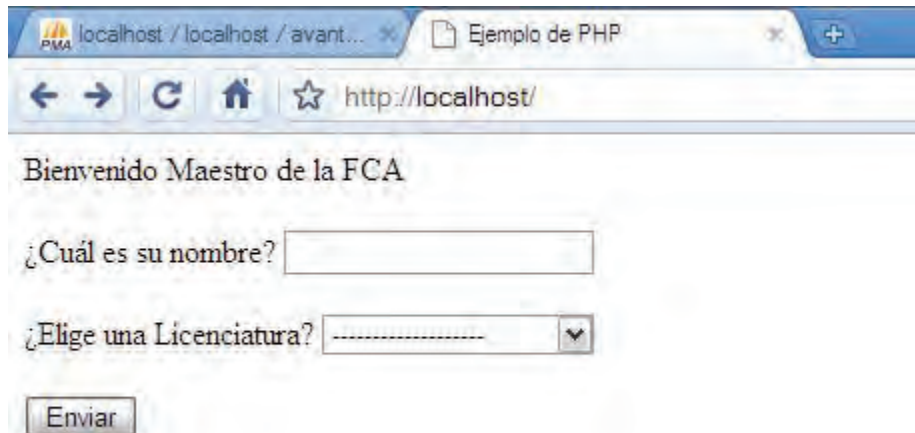 PMA localhost / localhost / avant... Ejemplo de PHP
http://localhost/
Bienvenido Maestro de la FCA
¿Cuál es su nombre?
¿Elige una Licenciatura? --------------------
Enviar